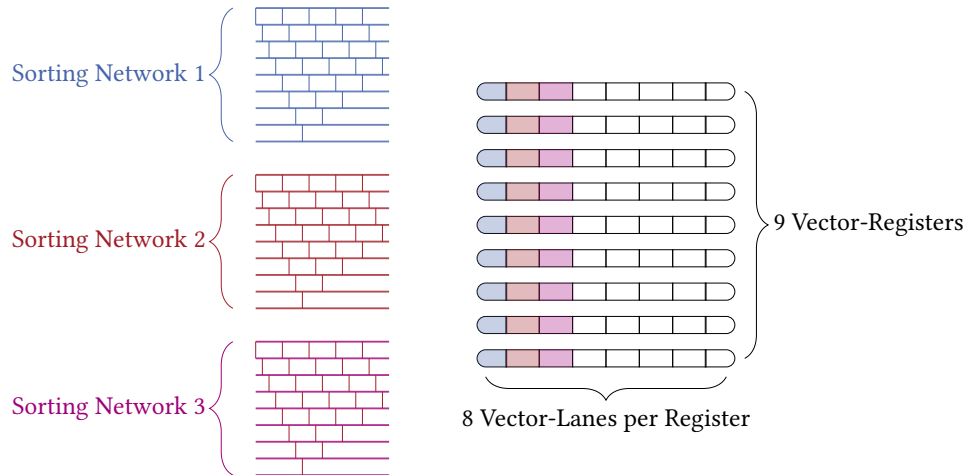 Sorting Network 1
Sorting Network 2
Sorting Network 3
9 Vector-Registers
8 Vector-Lanes per Register